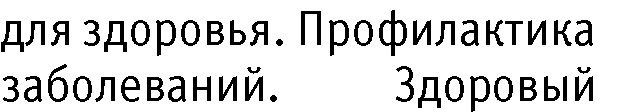 для здоровья. Профилактика
заболеваний. Здоровый